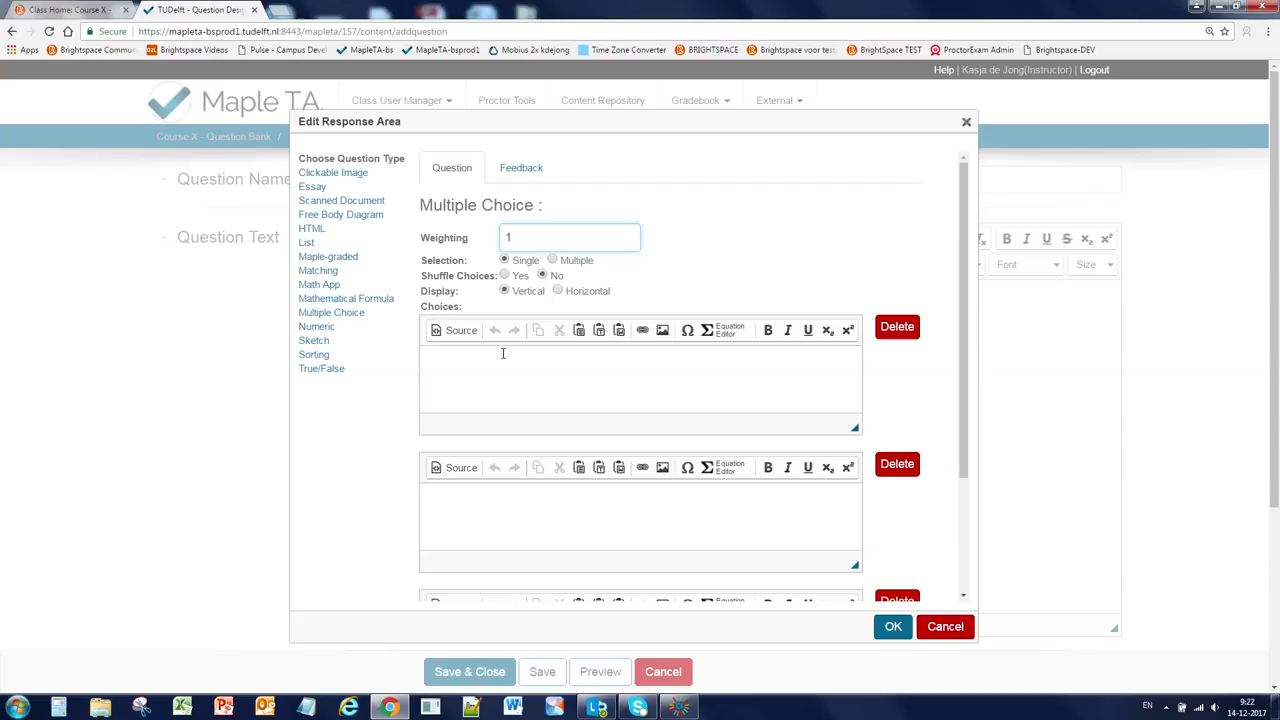 Class Home: Course X -
TUDelft - Question Design
Secure
https://mapleta-bsprod1.tudelft.nl:8443/mapleta/157/content/addquestion
Apps
Brightspace Commun
Brightspace Videos
Pulse - Campus Devel
MapleTA-bs
MapleTA-bsprod1
Mobius 2x kdejong
Time Zone Converter
BRIGHTSPACE
Brightspace voor test
BrightSpace TEST
ProctorExam Admin
Brightspace-DEV
Help | Kasja de Jong(Instructor) | Logout
Maple T.A.
Class User Manager
Proctor Tools
Content Repository
Gradebook
External
Course X - Question Bank /
Edit Response Area
Question Name
Question Text
Font
Size
Choose Question Type
Clickable Image
Essay
Scanned Document
Free Body Diagram
HTML
List
Maple-graded
Matching
Math App
Mathematical Formula
Multiple Choice
Numeric
Sketch
Sorting
True/False
Question
Feedback
Multiple Choice :
Weighting
1
Selection: Single Multiple
Shuffle Choices: Yes No
Display: Vertical Horizontal
Choices:
Source
Equation Editor
B I U x₂ x²
Delete
Source
Equation Editor
B I U x₂ x²
Delete
Delete
OK
Cancel
Save & Close
Save
Preview
Cancel
EN
9:22
14-12-2017